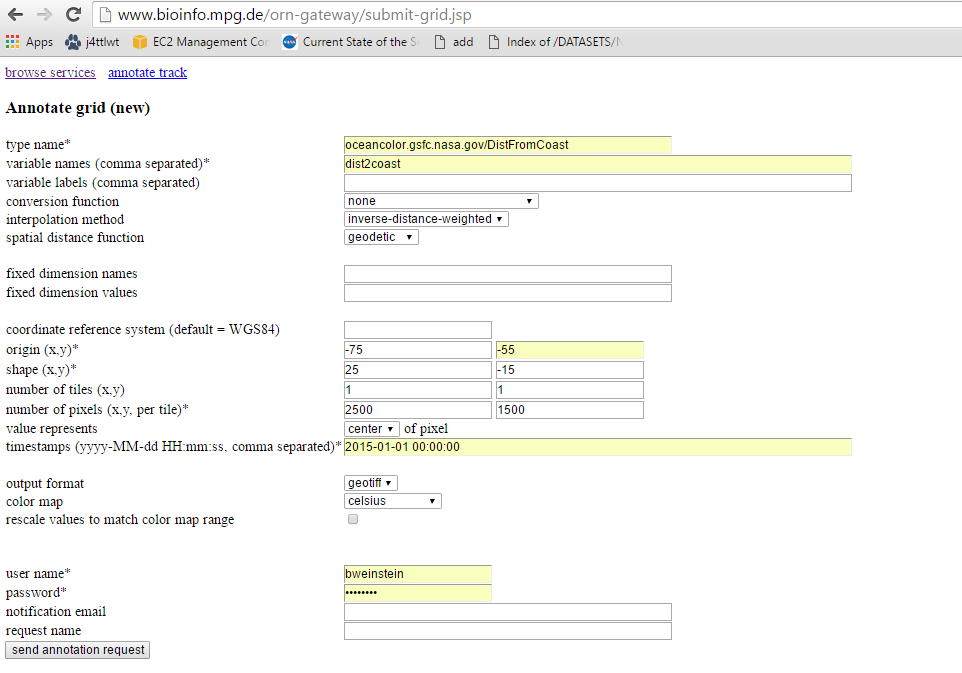 www.bioinfo.mpg.de/orn-gateway/submit-grid.jsp
Apps j4ttlwt EC2 Management Cor Current State of the S add Index of /DATASETS/N
browse services annotate track
Annotate grid (new)
type name* oceancolor.gsfc.nasa.gov/DistFromCoast
variable names (comma separated)* dist2coast
variable labels (comma separated)
conversion function none
interpolation method inverse-distance-weighted
spatial distance function geodetic
fixed dimension names
fixed dimension values
coordinate reference system (default = WGS84)
origin (x,y)* -75 -55
shape (x,y)* 25 -15
number of tiles (x,y) 1 1
number of pixels (x,y, per tile)* 2500 1500
value represents center of pixel
timestamps (yyyy-MM-dd HH:mm:ss, comma separated)* 2015-01-01 00:00:00
output format geotiff
color map celsius
rescale values to match color map range
user name* bweinstein
password* ••••••••
notification email
request name
send annotation request